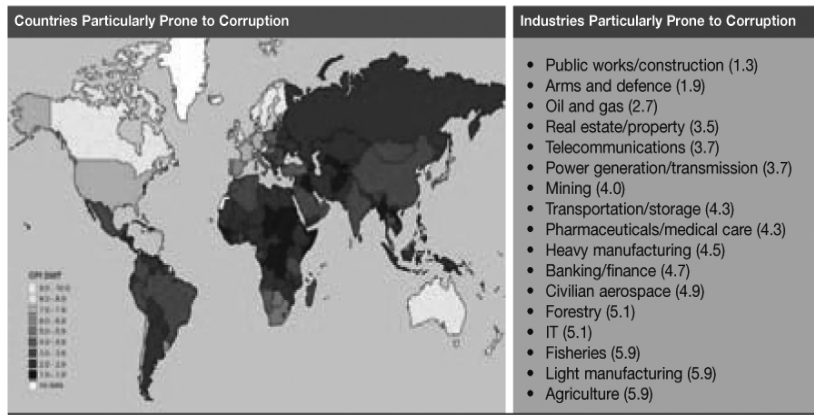 Countries Particularly Prone to Corruption
Industries Particularly Prone to Corruption
• Public works/construction (1.3)
• Arms and defence (1.9)
• Oil and gas (2.7)
• Real estate/property (3.5)
• Telecommunications (3.7)
• Power generation/transmission (3.7)
• Mining (4.0)
• Transportation/storage (4.3)
• Pharmaceuticals/medical care (4.3)
• Heavy manufacturing (4.5)
• Banking/finance (4.7)
• Civilian aerospace (4.9)
• Forestry (5.1)
• IT (5.1)
• Fisheries (5.9)
• Light manufacturing (5.9)
• Agriculture (5.9)